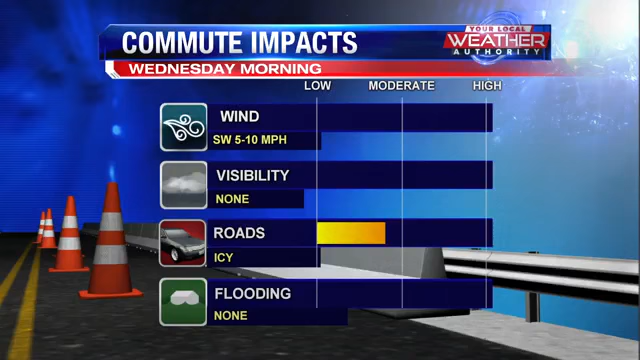 COMMUTE IMPACTS
YOUR LOCAL
WEATHER
AUTHORITY
WEDNESDAY MORNING
LOW MODERATE HIGH
WIND
SW 5-10 MPH
VISIBILITY
NONE
ROADS
ICY
FLOODING
NONE